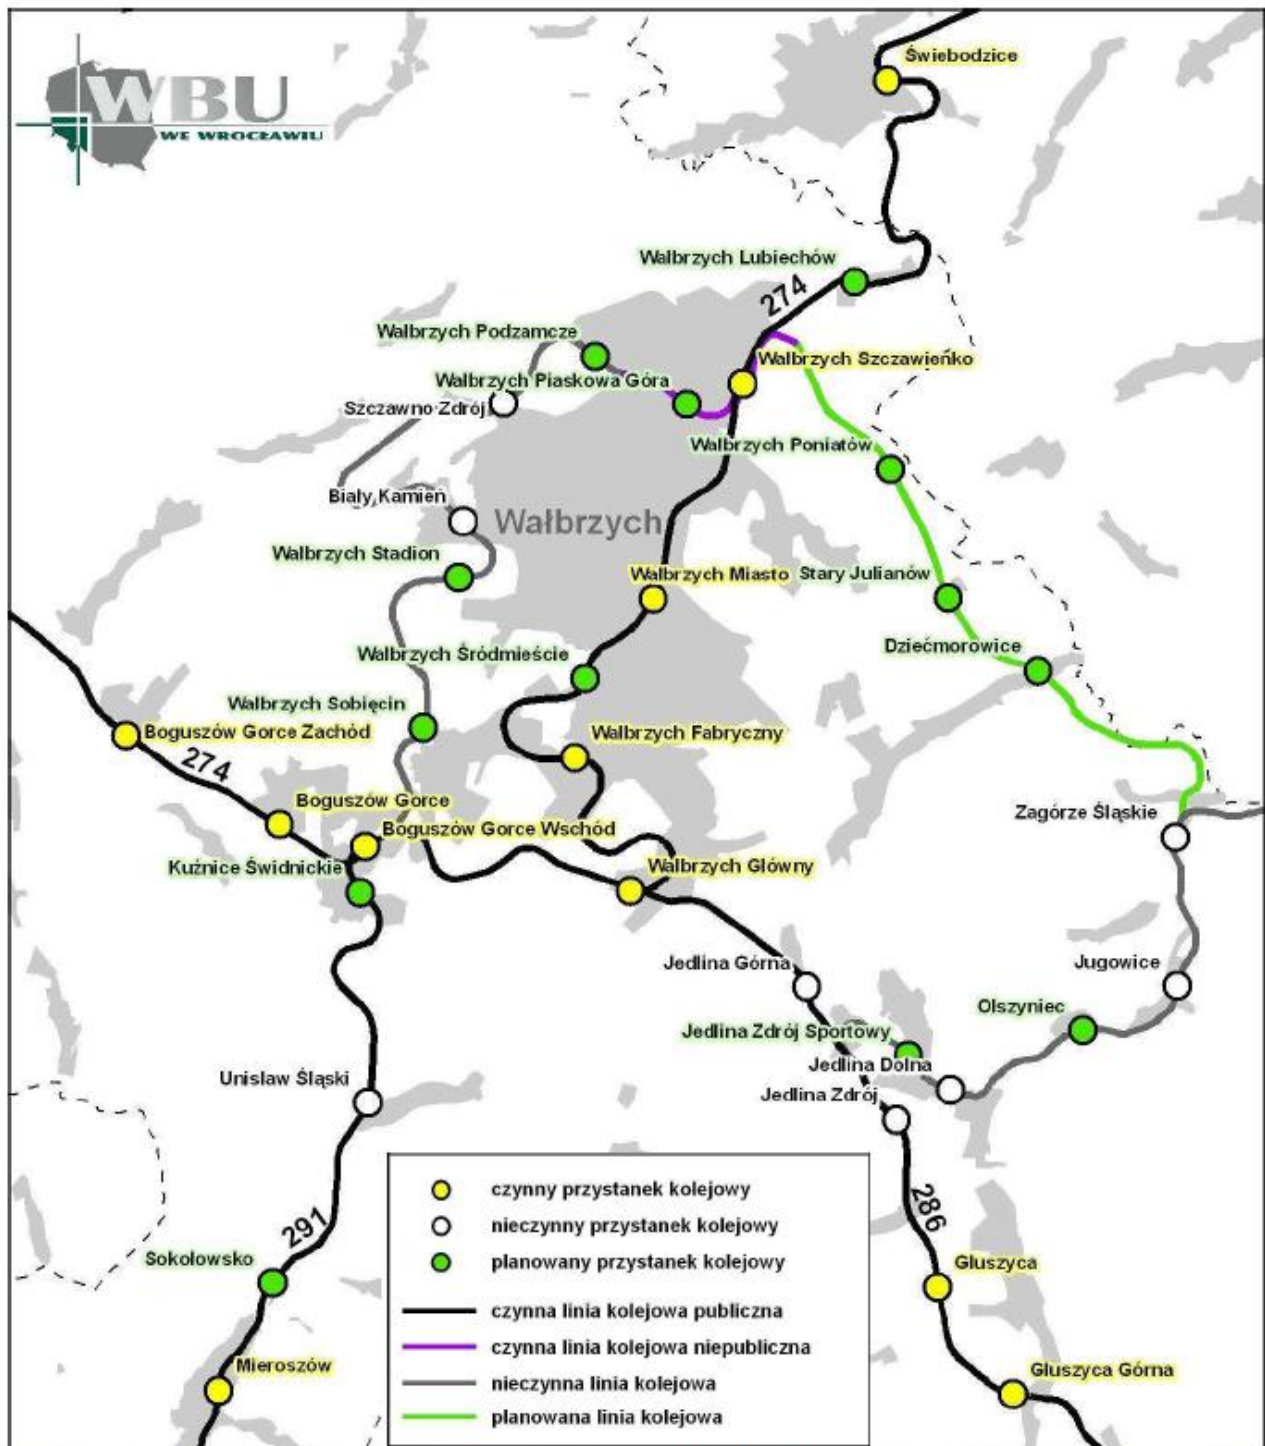 WBU
WE WROCŁAWIU
Świebodzice
Wałbrzych Lubiechów
274
Wałbrzych Podzamcze
Wałbrzych Szczawienko
Wałbrzych Piaskowa Góra
Szczawno Zdrój
Wałbrzych Poniatów
Biały Kamień
Wałbrzych
Wałbrzych Stadion
Wałbrzych Miasto
Stary Julianów
Dziećmorowice
Wałbrzych Śródmieście
Wałbrzych Sobięcin
Boguszów Gorce Zachód
Wałbrzych Fabryczny
274
Boguszów Gorce
Zagórze Śląskie
Boguszów Gorce Wschód
Kuźnice Świdnickie
Wałbrzych Główny
Jedlina Górna
Jugowice
Olszyniec
Jedlina Zdrój Sportowy
Jedlina Dolna
Unisław Śląski
Jedlina Zdrój
czynny przystanek kolejowy
nieczynny przystanek kolejowy
planowany przystanek kolejowy
czynna linia kolejowa publiczna
czynna linia kolejowa niepubliczna
nieczynna linia kolejowa
planowana linia kolejowa
286
291
Sokołowsko
Głuszyca
Mieroszów
Głuszyca Górna